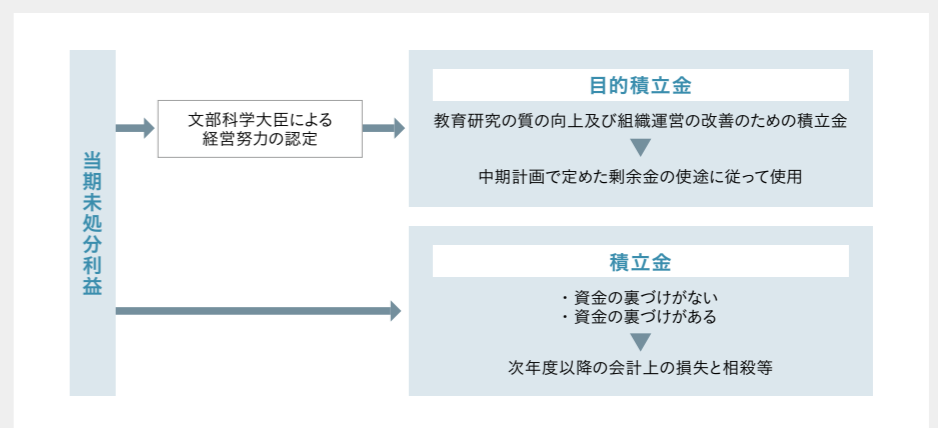 当期未処分利益
文部科学大臣による
経営努力の認定
目的積立金
教育研究の質の向上及び組織運営の改善のための積立金
中期計画で定めた剰余金の使途に従って使用
積立金
・資金の裏づけがない
・資金の裏づけがある
次年度以降の会計上の損失と相殺等